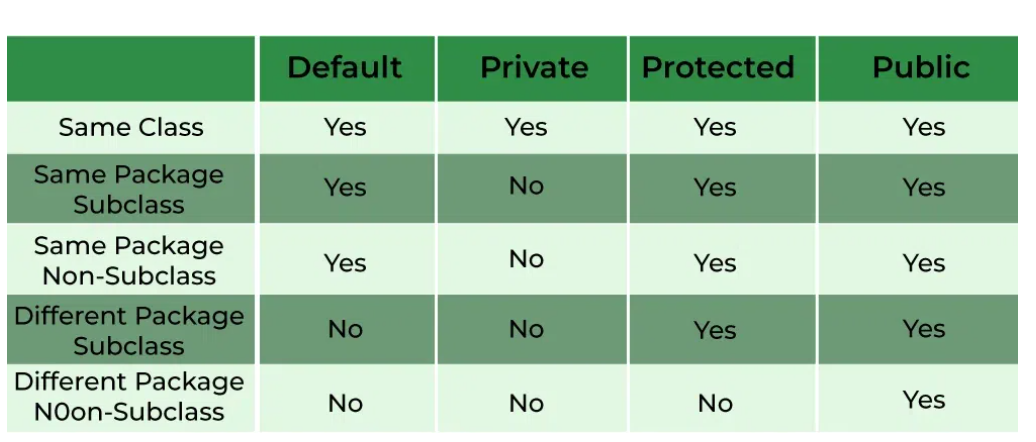 Default Private Protected Public
Same Class Yes Yes Yes Yes
Same Package
Subclass Yes No Yes Yes
Same Package
Non-Subclass Yes No Yes Yes
Different Package
Subclass No No Yes Yes
Different Package
N0on-Subclass No No No Yes